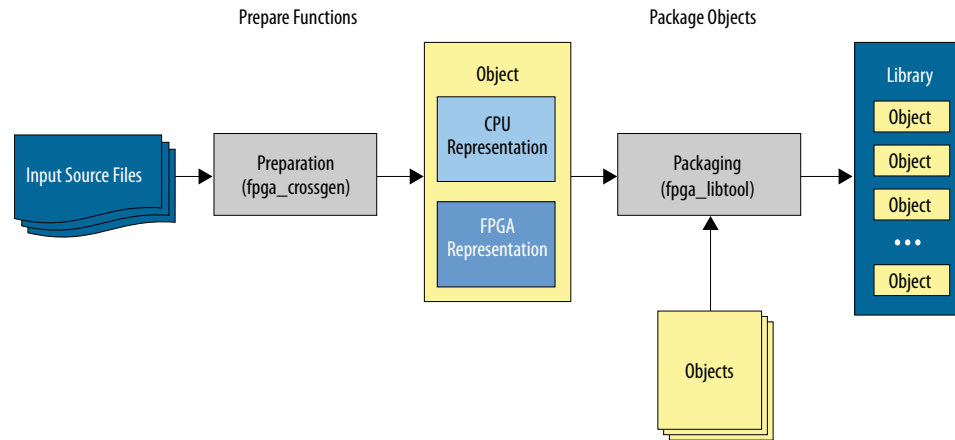 Prepare Functions
Package Objects
Input Source Files
Preparation
(fpga_crossgen)
Object
CPU
Representation
FPGA
Representation
Packaging
(fpga_libtool)
Objects
Library
Object
Object
Object
...
Object